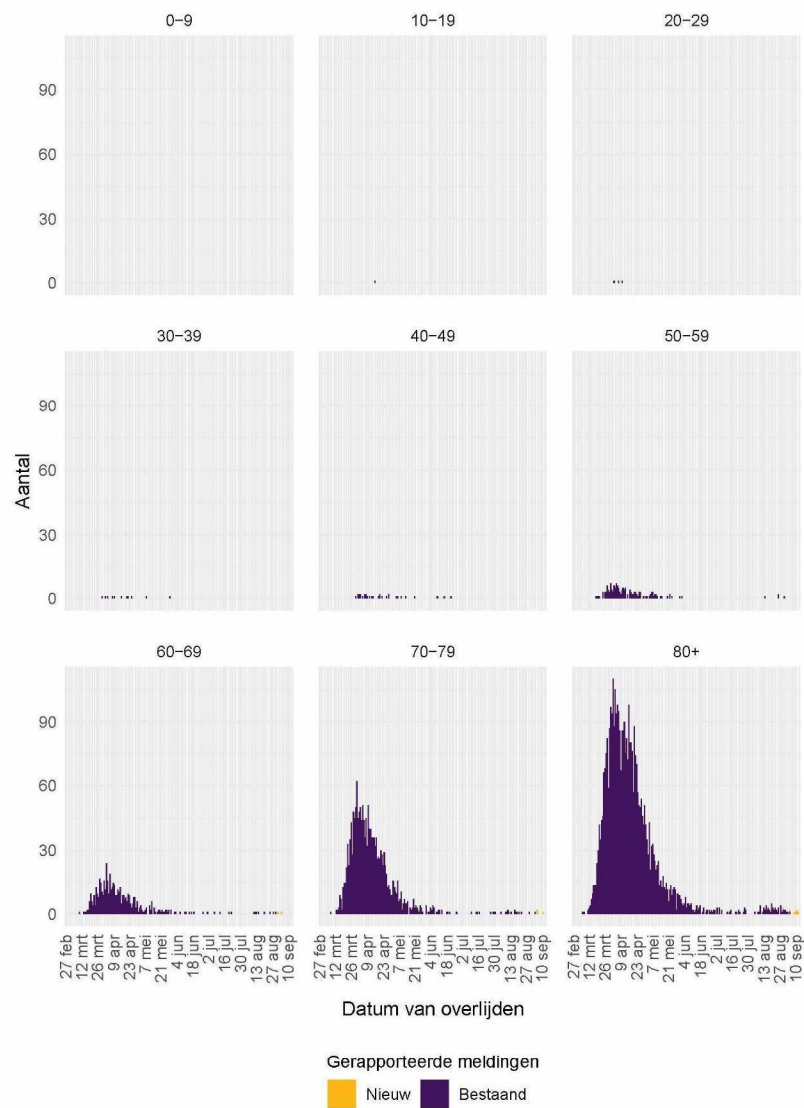 0−9 10−19 20−29
90
60
30
0
30−39 40−49 50−59
90
60
30
0
Aantal
60−69 70−79 80+
90
60
30
0
27 feb 12 mrt 26 mrt 9 apr 23 apr 7 mei 21 mei 4 jun 18 jun 2 jul 16 jul 30 jul 13 aug 27 aug 10 sep
27 feb 12 mrt 26 mrt 9 apr 23 apr 7 mei 21 mei 4 jun 18 jun 2 jul 16 jul 30 jul 13 aug 27 aug 10 sep
27 feb 12 mrt 26 mrt 9 apr 23 apr 7 mei 21 mei 4 jun 18 jun 2 jul 16 jul 30 jul 13 aug 27 aug 10 sep
Datum van overlijden
Gerapporteerde meldingen
Nieuw Bestaand